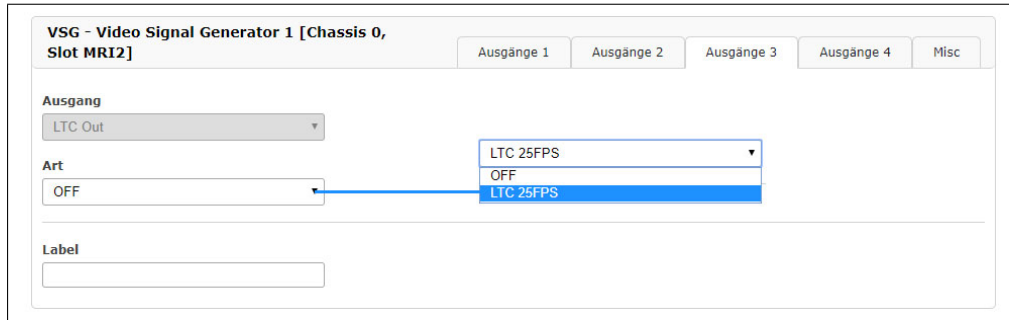 VSG - Video Signal Generator 1 [Chassis 0,
Slot MRI2]
Ausgänge 1
Ausgänge 2
Ausgänge 3
Ausgänge 4
Misc
Ausgang
LTC Out
Art
OFF
LTC 25FPS
OFF
LTC 25FPS
Label